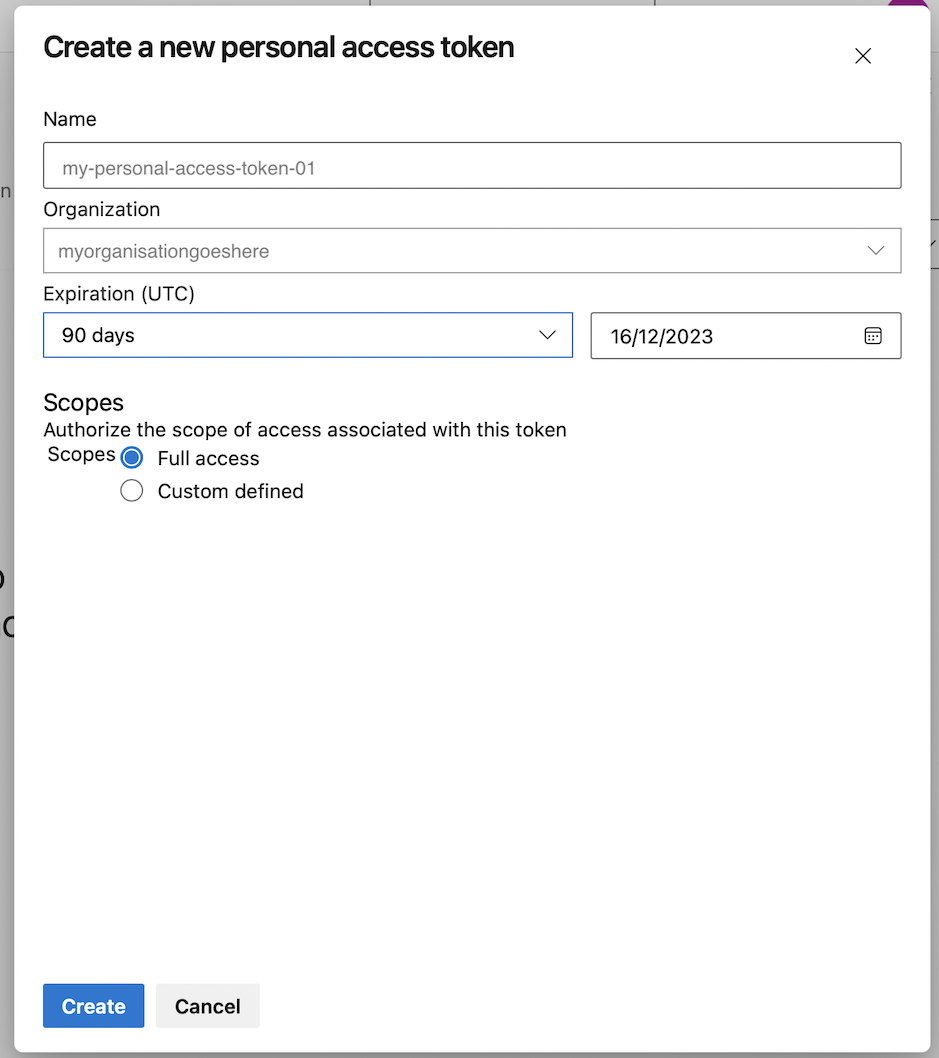 Create a new personal access token
Name
my-personal-access-token-01
Organization
myorganisationgoeshere
Expiration (UTC)
90 days
16/12/2023
Scopes
Authorize the scope of access associated with this token
Scopes
Full access
Custom defined
Create
Cancel